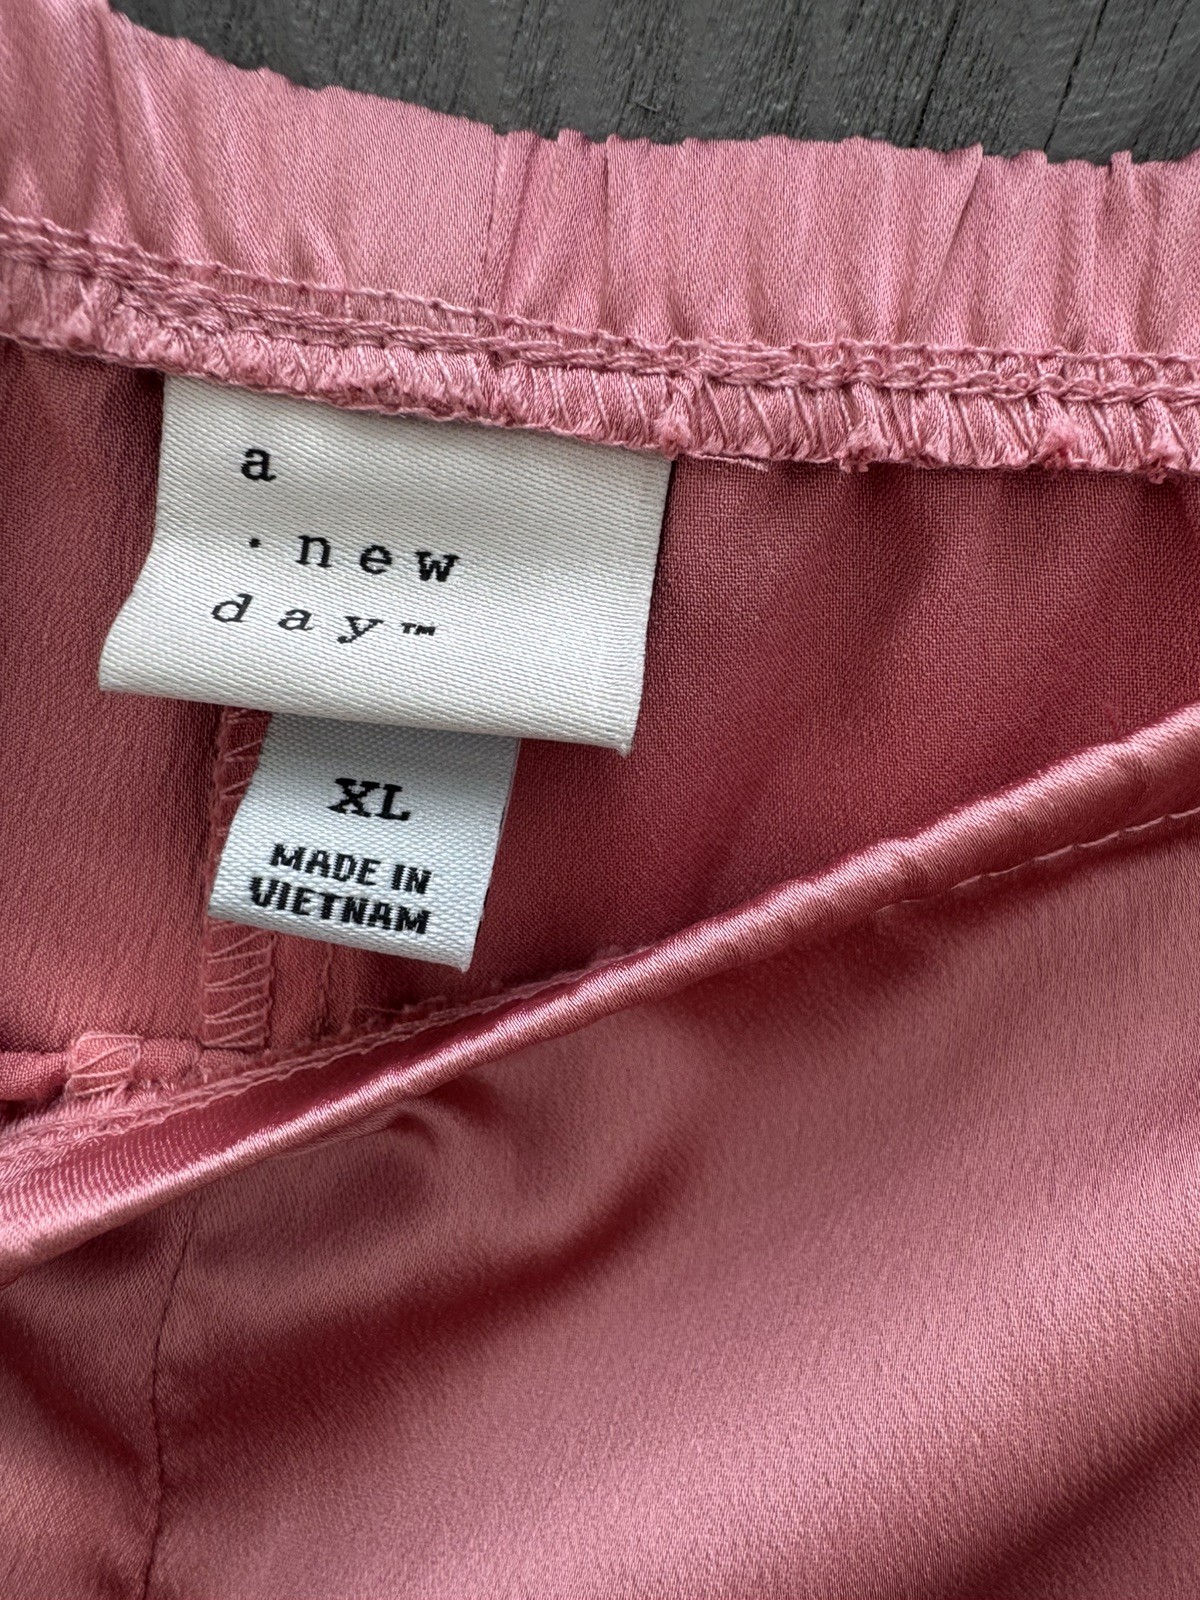 a
. new
day™
XL
MADE IN
VIETNAM